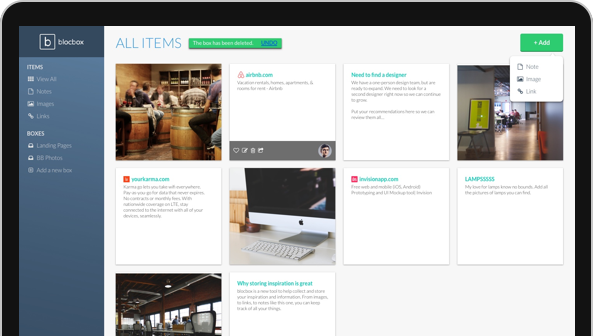 blocbox
ALL ITEMS
The box has been deleted. UNDO
+ Add
Note
Image
Link
ITEMS
View All
Notes
Images
Links
BOXES
Landing Pages
BB Photos
Add a new box
airbnb.com
Vacation rentals, homes, apartments, &
rooms for rent - Airbnb
Need to find a designer
We have a one-person design team, but are
ready to expand. We need to look for a
second designer right now so we can continue
to grow.
Put your recommendations here so we can
review them all...
yourkarma.com
Karma go lets you take wifi everywhere.
Pay as you go for data that never expires.
No contracts or monthly fees. With
nationwide coverage on LTE, stay
connected to the internet with all of your
devices, seamlessly.
invisionapp.com
Free web and mobile (iOS, Android)
Prototyping and UI Mockup tool| Invision
LAMPSSSSS
My love for lamps know no bounds. Add all
the pictures of lamps you can find.
Why storing inspiration is great
blocbox is a new tool to help collect and store
your inspiration and information. From images,
to links, to notes like this one, you can keep
track of all your things.